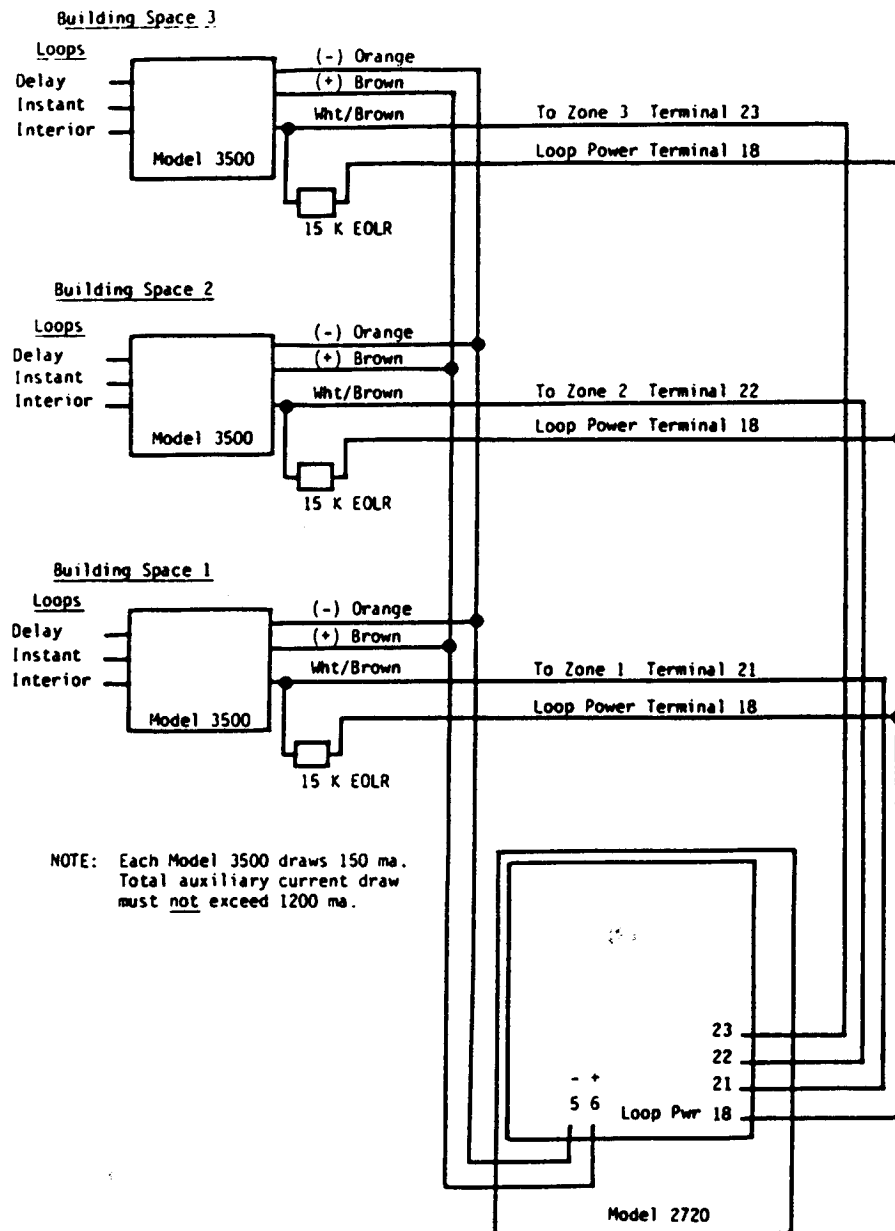 Building Space 3
Loops
Delay
Instant
Interior
Model 3500
(-) Orange
(+) Brown
Wht/Brown
To Zone 3 Terminal 23
Loop Power Terminal 18
15 K EOLR
Building Space 2
Loops
Delay
Instant
Interior
Model 3500
(-) Orange
(+) Brown
Wht/Brown
To Zone 2 Terminal 22
Loop Power Terminal 18
15 K EOLR
Building Space 1
Loops
Delay
Instant
Interior
Model 3500
(-) Orange
(+) Brown
Wht/Brown
To Zone 1 Terminal 21
Loop Power Terminal 18
15 K EOLR
NOTE: Each Model 3500 draws 150 ma.
Total auxiliary current draw
must not exceed 1200 ma.
23
22
21
- +
5 6
Loop Pwr 18
Model 2720